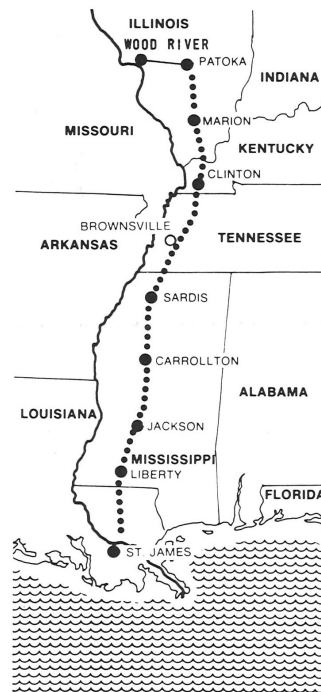 ILLINOIS
WOOD RIVER
PATOKA
INDIANA
MARION
MISSOURI
KENTUCKY
CLINTON
BROWNSVILLE
ARKANSAS
TENNESSEE
SARDIS
CARROLLTON
ALABAMA
LOUISIANA
JACKSON
MISSISSIPPI
LIBERTY
FLORIDA
ST. JAMES